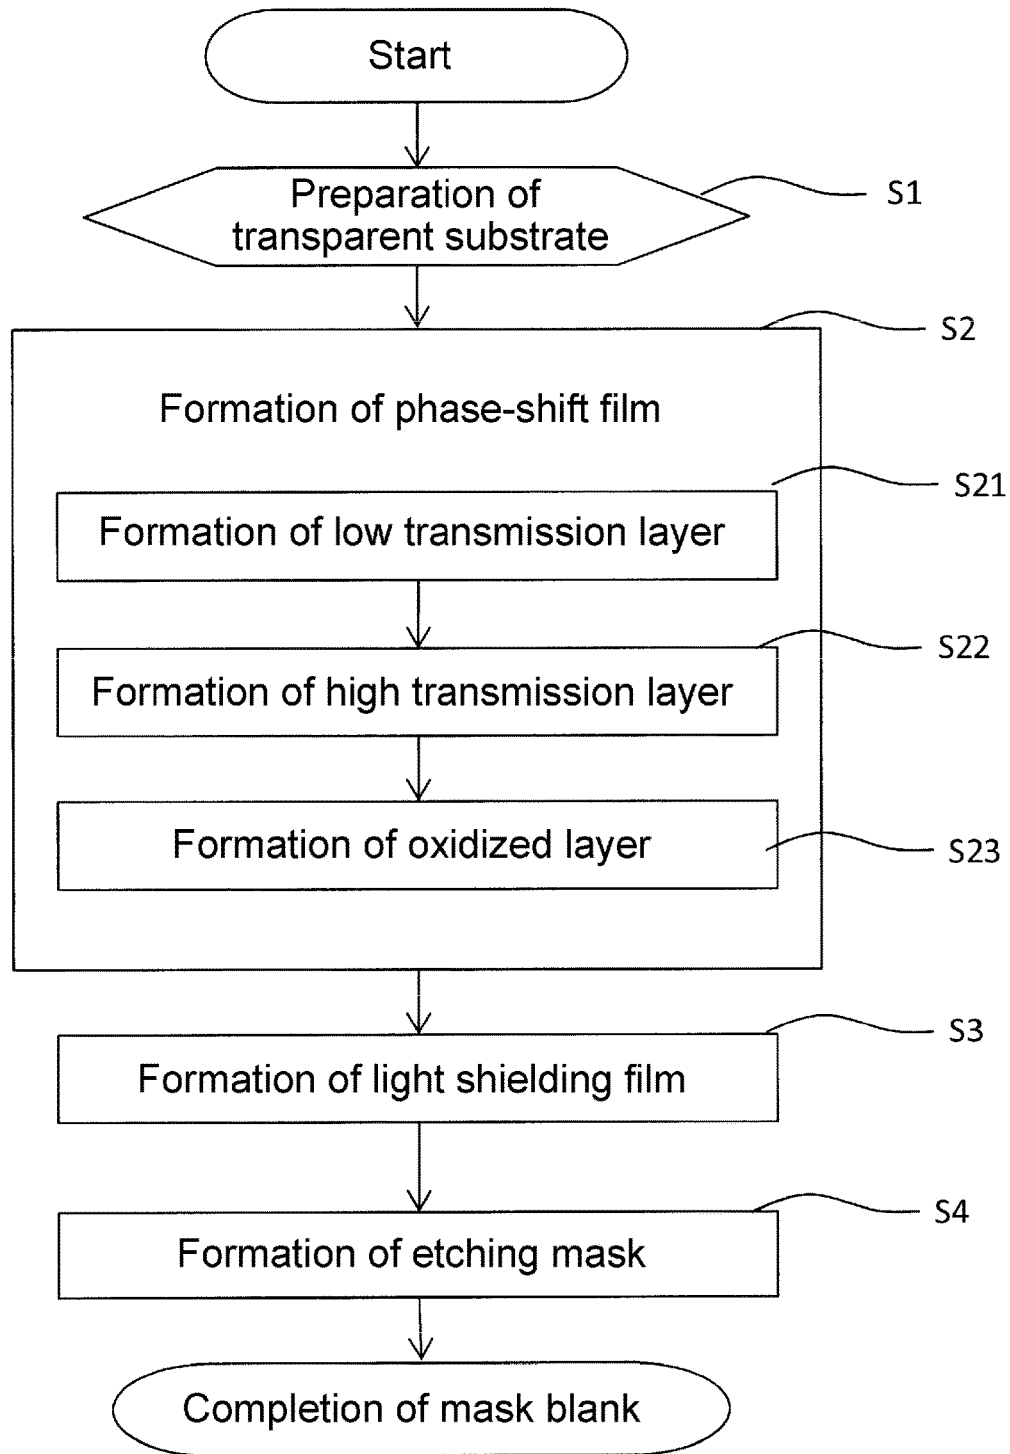 Start
Preparation of
transparent substrate
S1
S2
Formation of phase-shift film
S21
Formation of low transmission layer
S22
Formation of high transmission layer
Formation of oxidized layer
S23
S3
Formation of light shielding film
S4
Formation of etching mask
Completion of mask blank